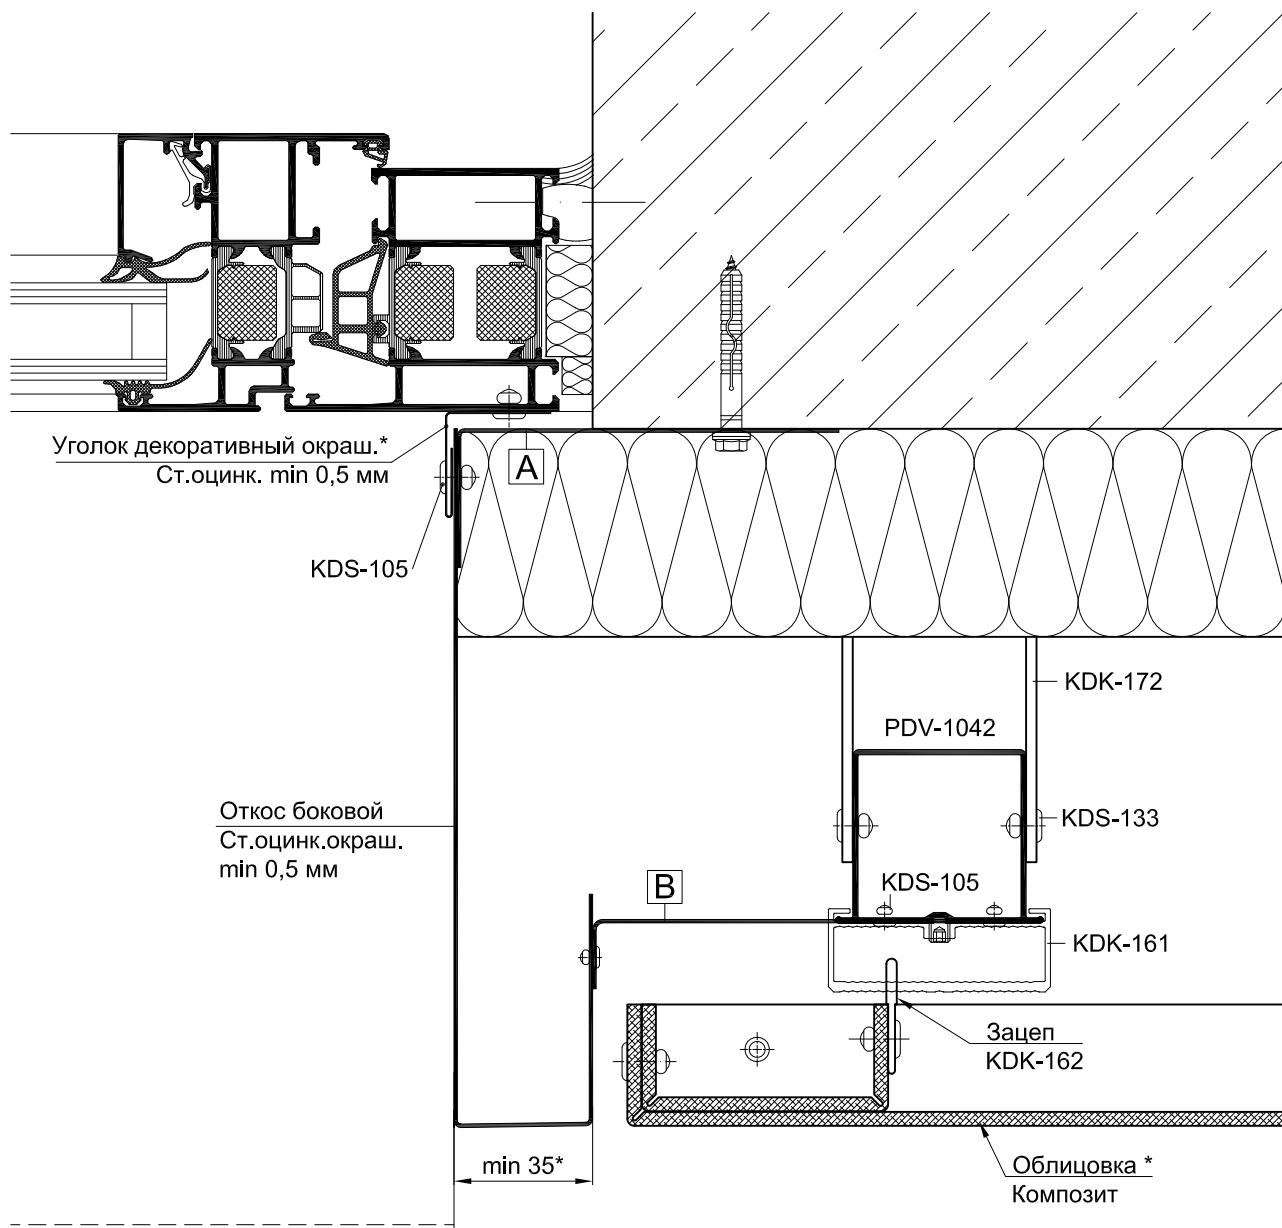 Уголок декоративный окраш.*
Ст.оцинк. min 0,5 мм
A
KDS-105
KDK-172
PDV-1042
Откос боковой
Ст.оцинк.окраш.
min 0,5 мм
KDS-133
B
KDS-105
KDK-161
Зацеп
KDK-162
min 35*
Облицовка *
Композит